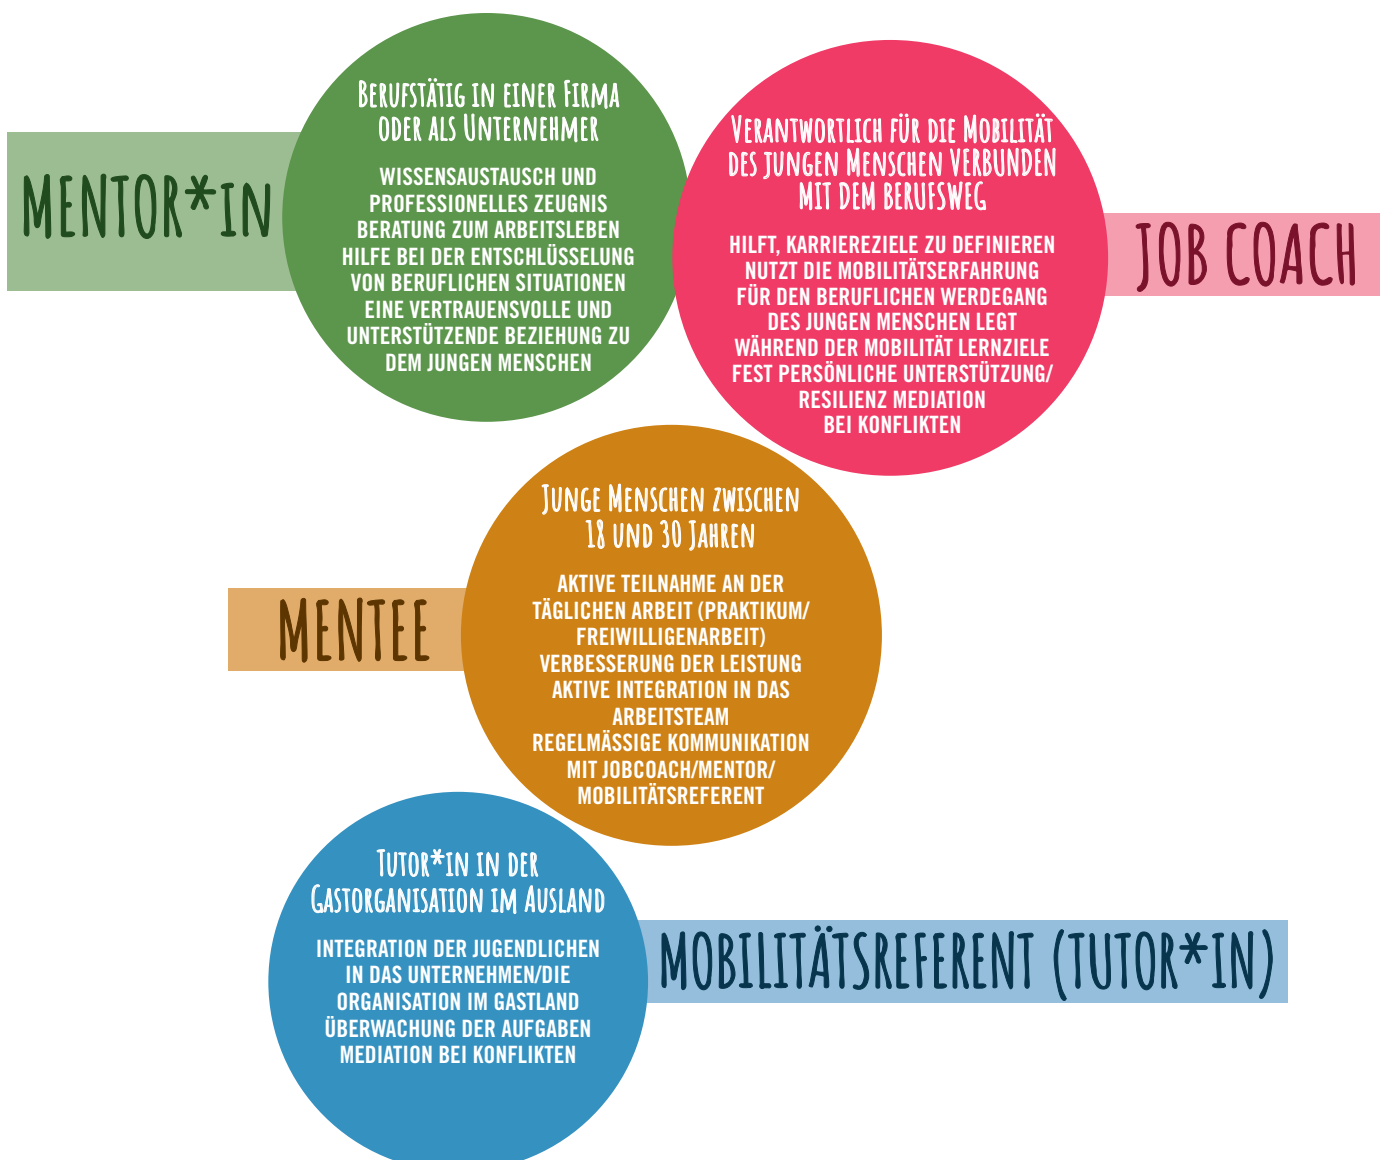 MENTOR*IN
BERUFSTÄTIG IN EINER FIRMA
ODER ALS UNTERNEHMER
WISSENSAUSTAUSCH UND
PROFESSIONELLES ZEUGNIS
BERATUNG ZUM ARBEITSLEBEN
HILFE BEI DER ENTSCHLÜSSELUNG
VON BERUFLICHEN SITUATIONEN
EINE VERTRAUENSVOLLE UND
UNTERSTÜTZENDE BEZIEHUNG ZU
DEM JUNGEN MENSCHEN
VERANTWORTLICH FÜR DIE MOBILITÄT
DES JUNGEN MENSCHEN VERBUNDEN
MIT DEM BERUFSWEG
HILFT, KARRIEREZIELE ZU DEFINIEREN
NUTZT DIE MOBILITÄTSERFAHRUNG
FÜR DEN BERUFLICHEN WERDEGANG
DES JUNGEN MENSCHEN LEGT
WÄHREND DER MOBILITÄT LERNZIELE
FEST PERSÖNLICHE UNTERSTÜTZUNG/
RESILIENZ MEDIATION
BEI KONFLIKTEN
JOB COACH
MENTEE
JUNGE MENSCHEN ZWISCHEN
18 UND 30 JAHREN
AKTIVE TEILNAHME AN DER
TÄGLICHEN ARBEIT (PRAKTIKUM/
FREIWILLIGENARBEIT)
VERBESSERUNG DER LEISTUNG
AKTIVE INTEGRATION IN DAS
ARBEITSTEAM
REGELMÄSSIGE KOMMUNIKATION
MIT JOBCOACH/MENTOR/
MOBILITÄTSREFERENT
TUTOR*IN IN DER
GASTORGANISATION IM AUSLAND
INTEGRATION DER JUGENDLICHEN
IN DAS UNTERNEHMEN/DIE
ORGANISATION IM GASTLAND
ÜBERWACHUNG DER AUFGABEN
MEDIATION BEI KONFLIKTEN
MOBILITÄTSREFERENT (TUTOR*IN)